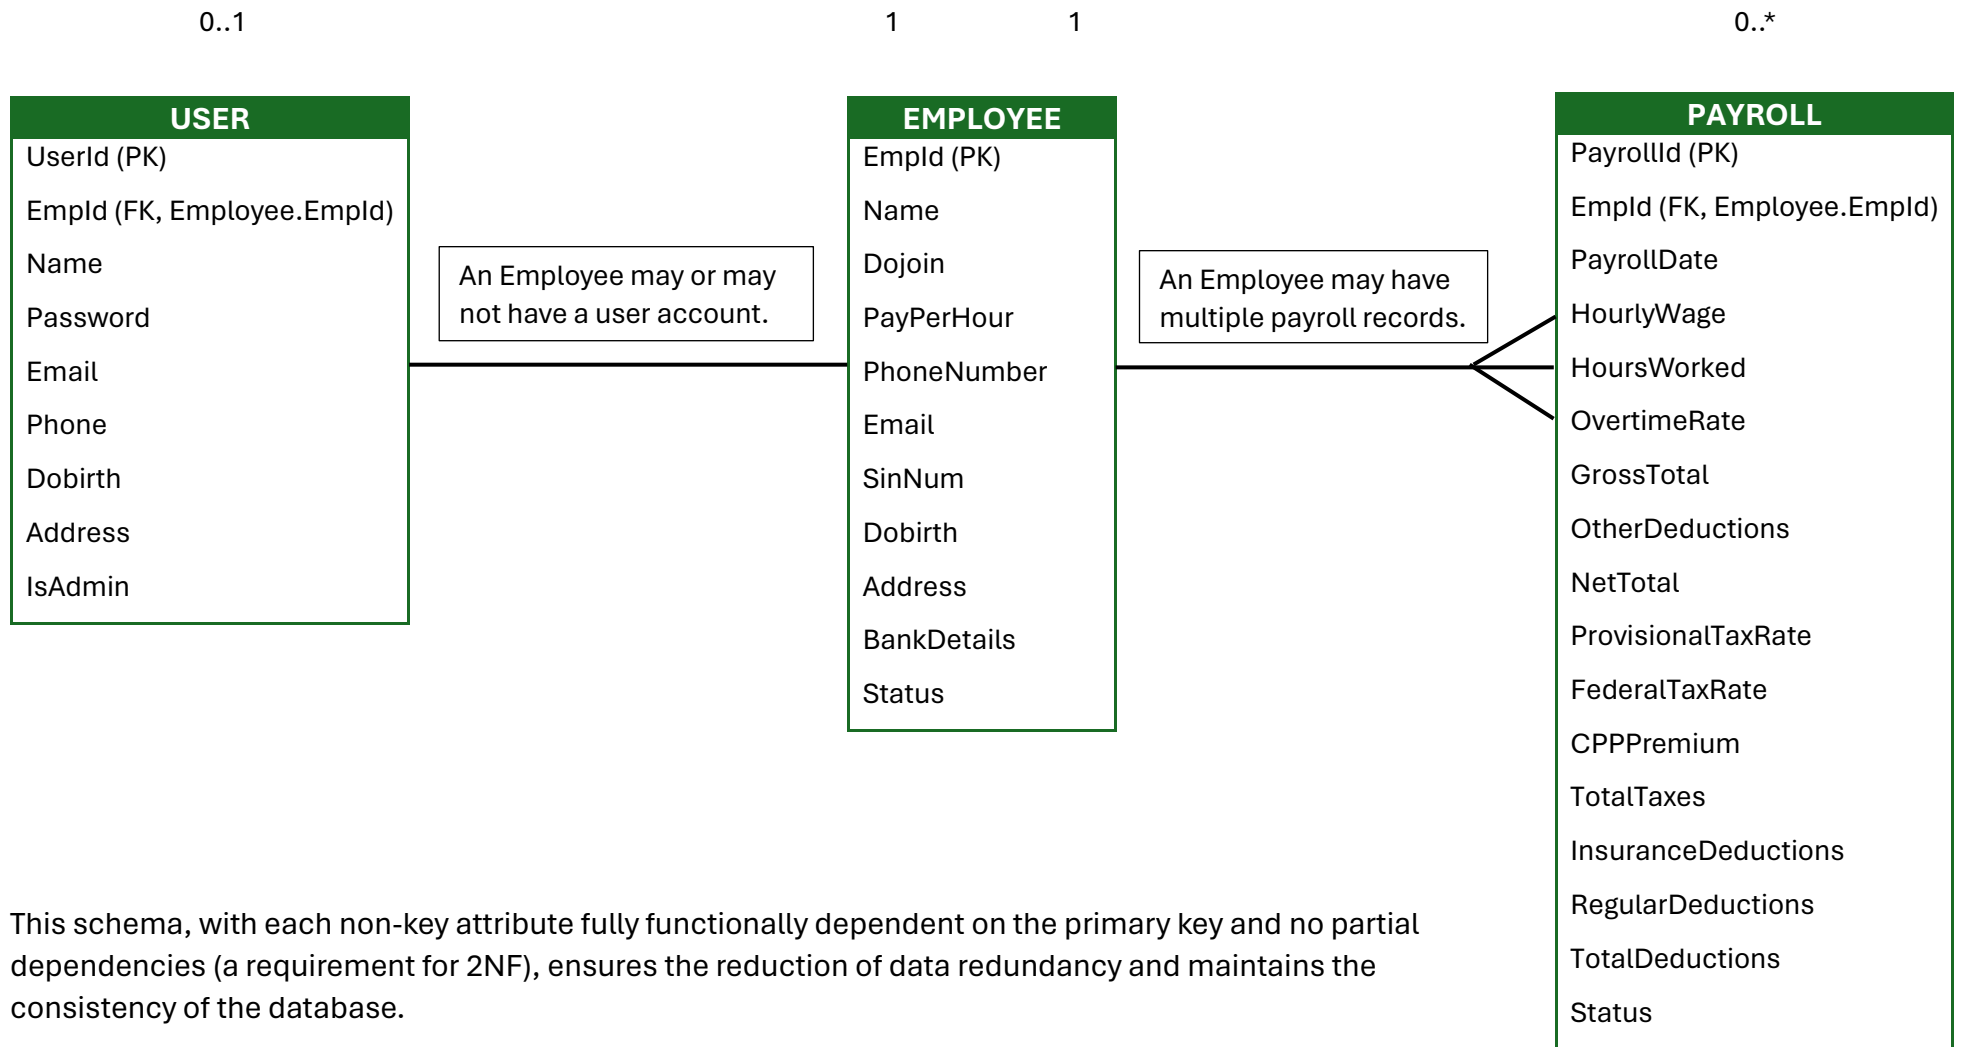 0..1
1
1
0..*
USER
UserId (PK)
EmpId (FK, Employee.EmpId)
Name
Password
Email
Phone
Dobirth
Address
IsAdmin
An Employee may or may
not have a user account.
EMPLOYEE
EmpId (PK)
Name
Dojoin
PayPerHour
PhoneNumber
Email
SinNum
Dobirth
Address
BankDetails
Status
An Employee may have
multiple payroll records.
PAYROLL
PayrollId (PK)
EmpId (FK, Employee.EmpId)
PayrollDate
HourlyWage
HoursWorked
OvertimeRate
GrossTotal
OtherDeductions
NetTotal
ProvisionalTaxRate
FederalTaxRate
CPPPremium
TotalTaxes
InsuranceDeductions
RegularDeductions
TotalDeductions
Status
This schema, with each non-key attribute fully functionally dependent on the primary key and no partial
dependencies (a requirement for 2NF), ensures the reduction of data redundancy and maintains the
consistency of the database.